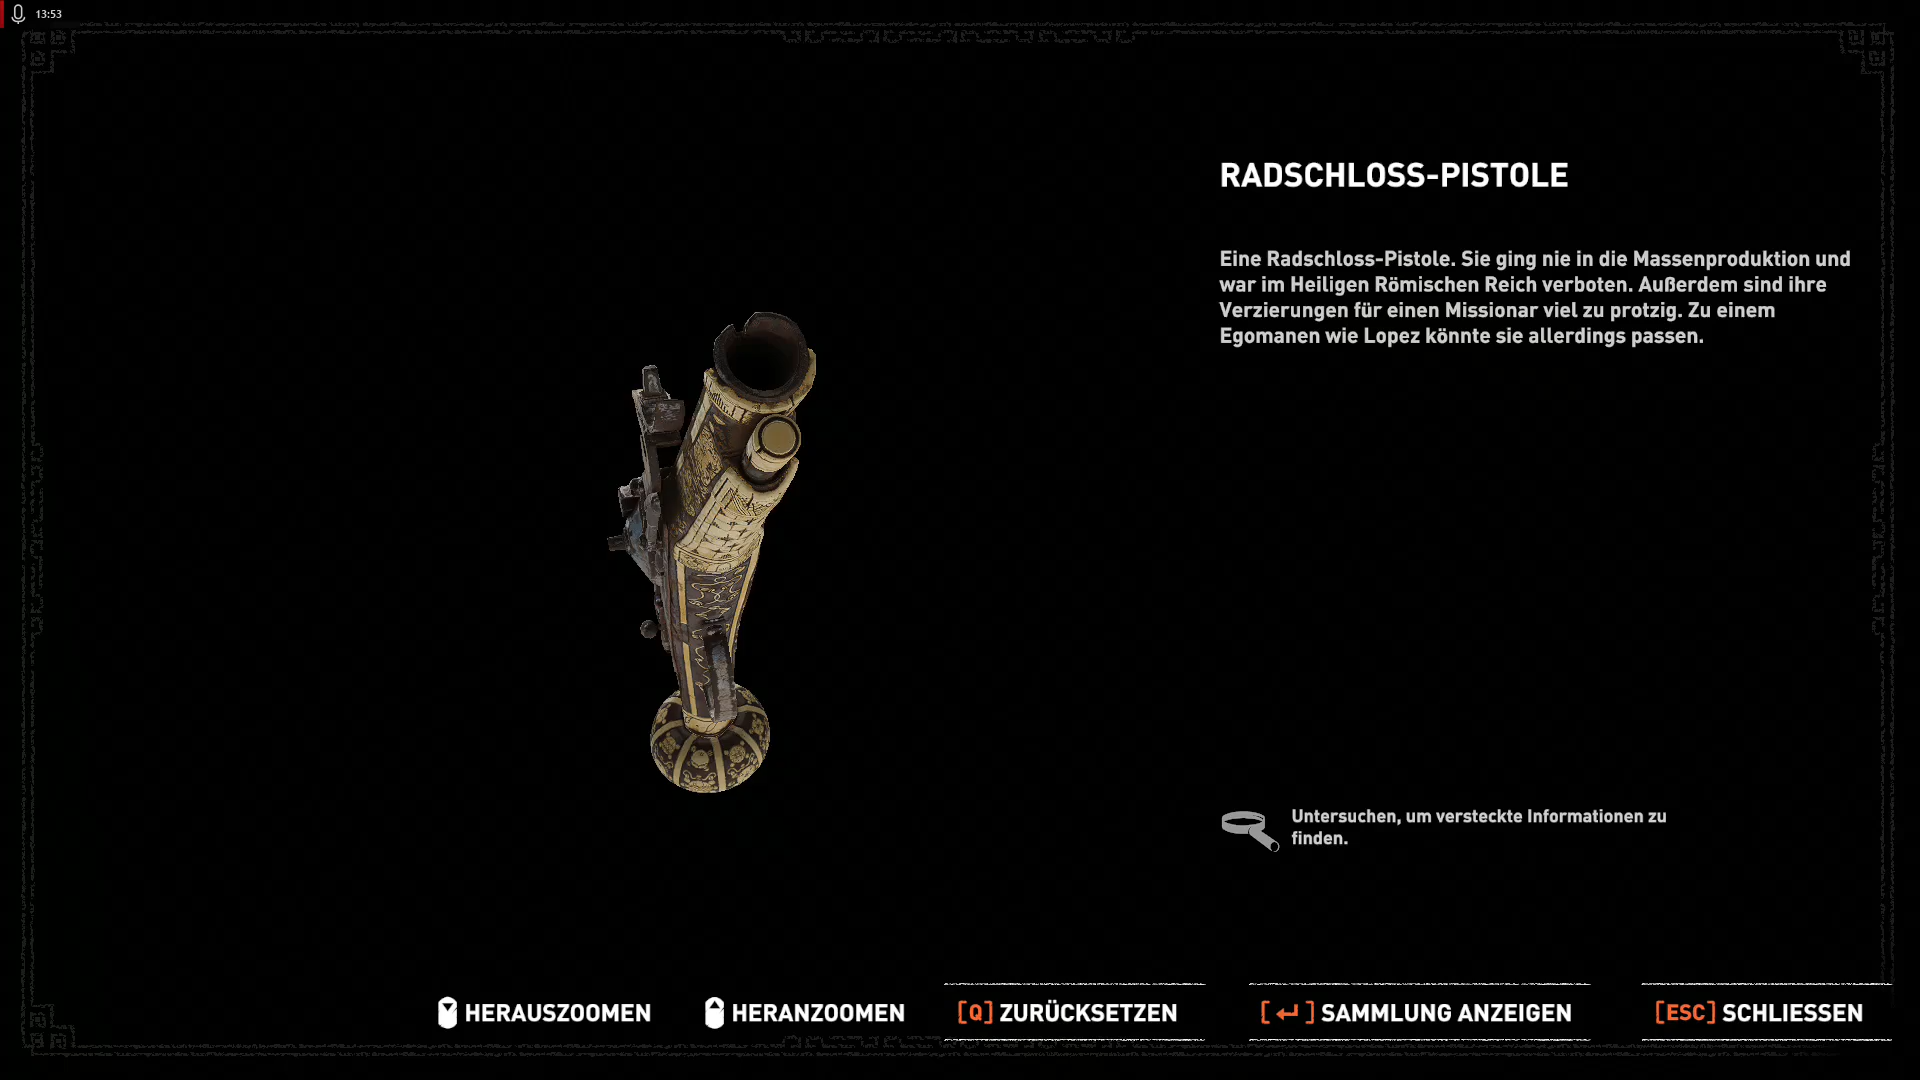 13:53
RADSCHLOSS-PISTOLE
Eine Radschloss-Pistole. Sie ging nie in die Massenproduktion und
war im Heiligen Römischen Reich verboten. Außerdem sind ihre
Verzierungen für einen Missionar viel zu protzig. Zu einem
Egomanen wie Lopez könnte sie allerdings passen.
Untersuchen, um versteckte Informationen zu
finden.
HERAUSZOOMEN HERANZOOMEN [Q] ZURÜCKSETZEN [↵] SAMMLUNG ANZEIGEN [ESC] SCHLIESSEN